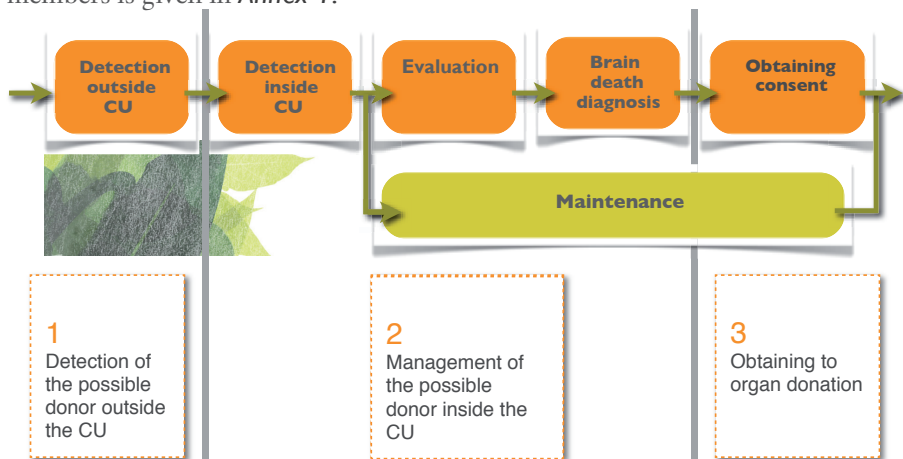 members is given in Annex 1.
Detection
outside
CU
Detection
inside
CU
Evaluation
Brain
death
diagnosis
Obtaining
consent
Maintenance
1
Detection of
the possible
donor outside
the CU
2
Management of
the possible
donor inside the
CU
3
Obtaining to
organ donation